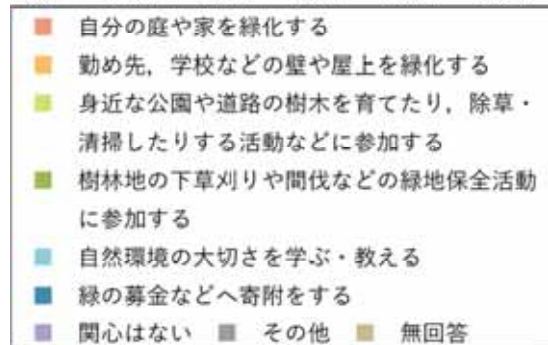 自分の庭や家を緑化する
勤め先，学校などの壁や屋上を緑化する
身近な公園や道路の樹木を育てたり，除草・
清掃したりする活動などに参加する
樹林地の下草刈りや間伐などの緑地保全活動
に参加する
自然環境の大切さを学ぶ・教える
緑の募金などへ寄附をする
関心はない その他 無回答